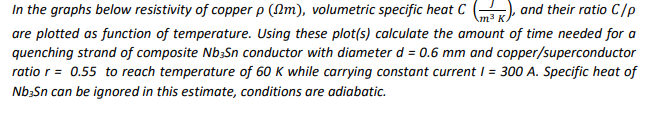 In the graphs below resistivity of copper ρ (Ωm), volumetric specific heat C (J/m³ K), and their ratio C/ρ
are plotted as function of temperature. Using these plot(s) calculate the amount of time needed for a
quenching strand of composite Nb₃Sn conductor with diameter d = 0.6 mm and copper/superconductor
ratio r = 0.55 to reach temperature of 60 K while carrying constant current I = 300 A. Specific heat of
Nb₃Sn can be ignored in this estimate, conditions are adiabatic.